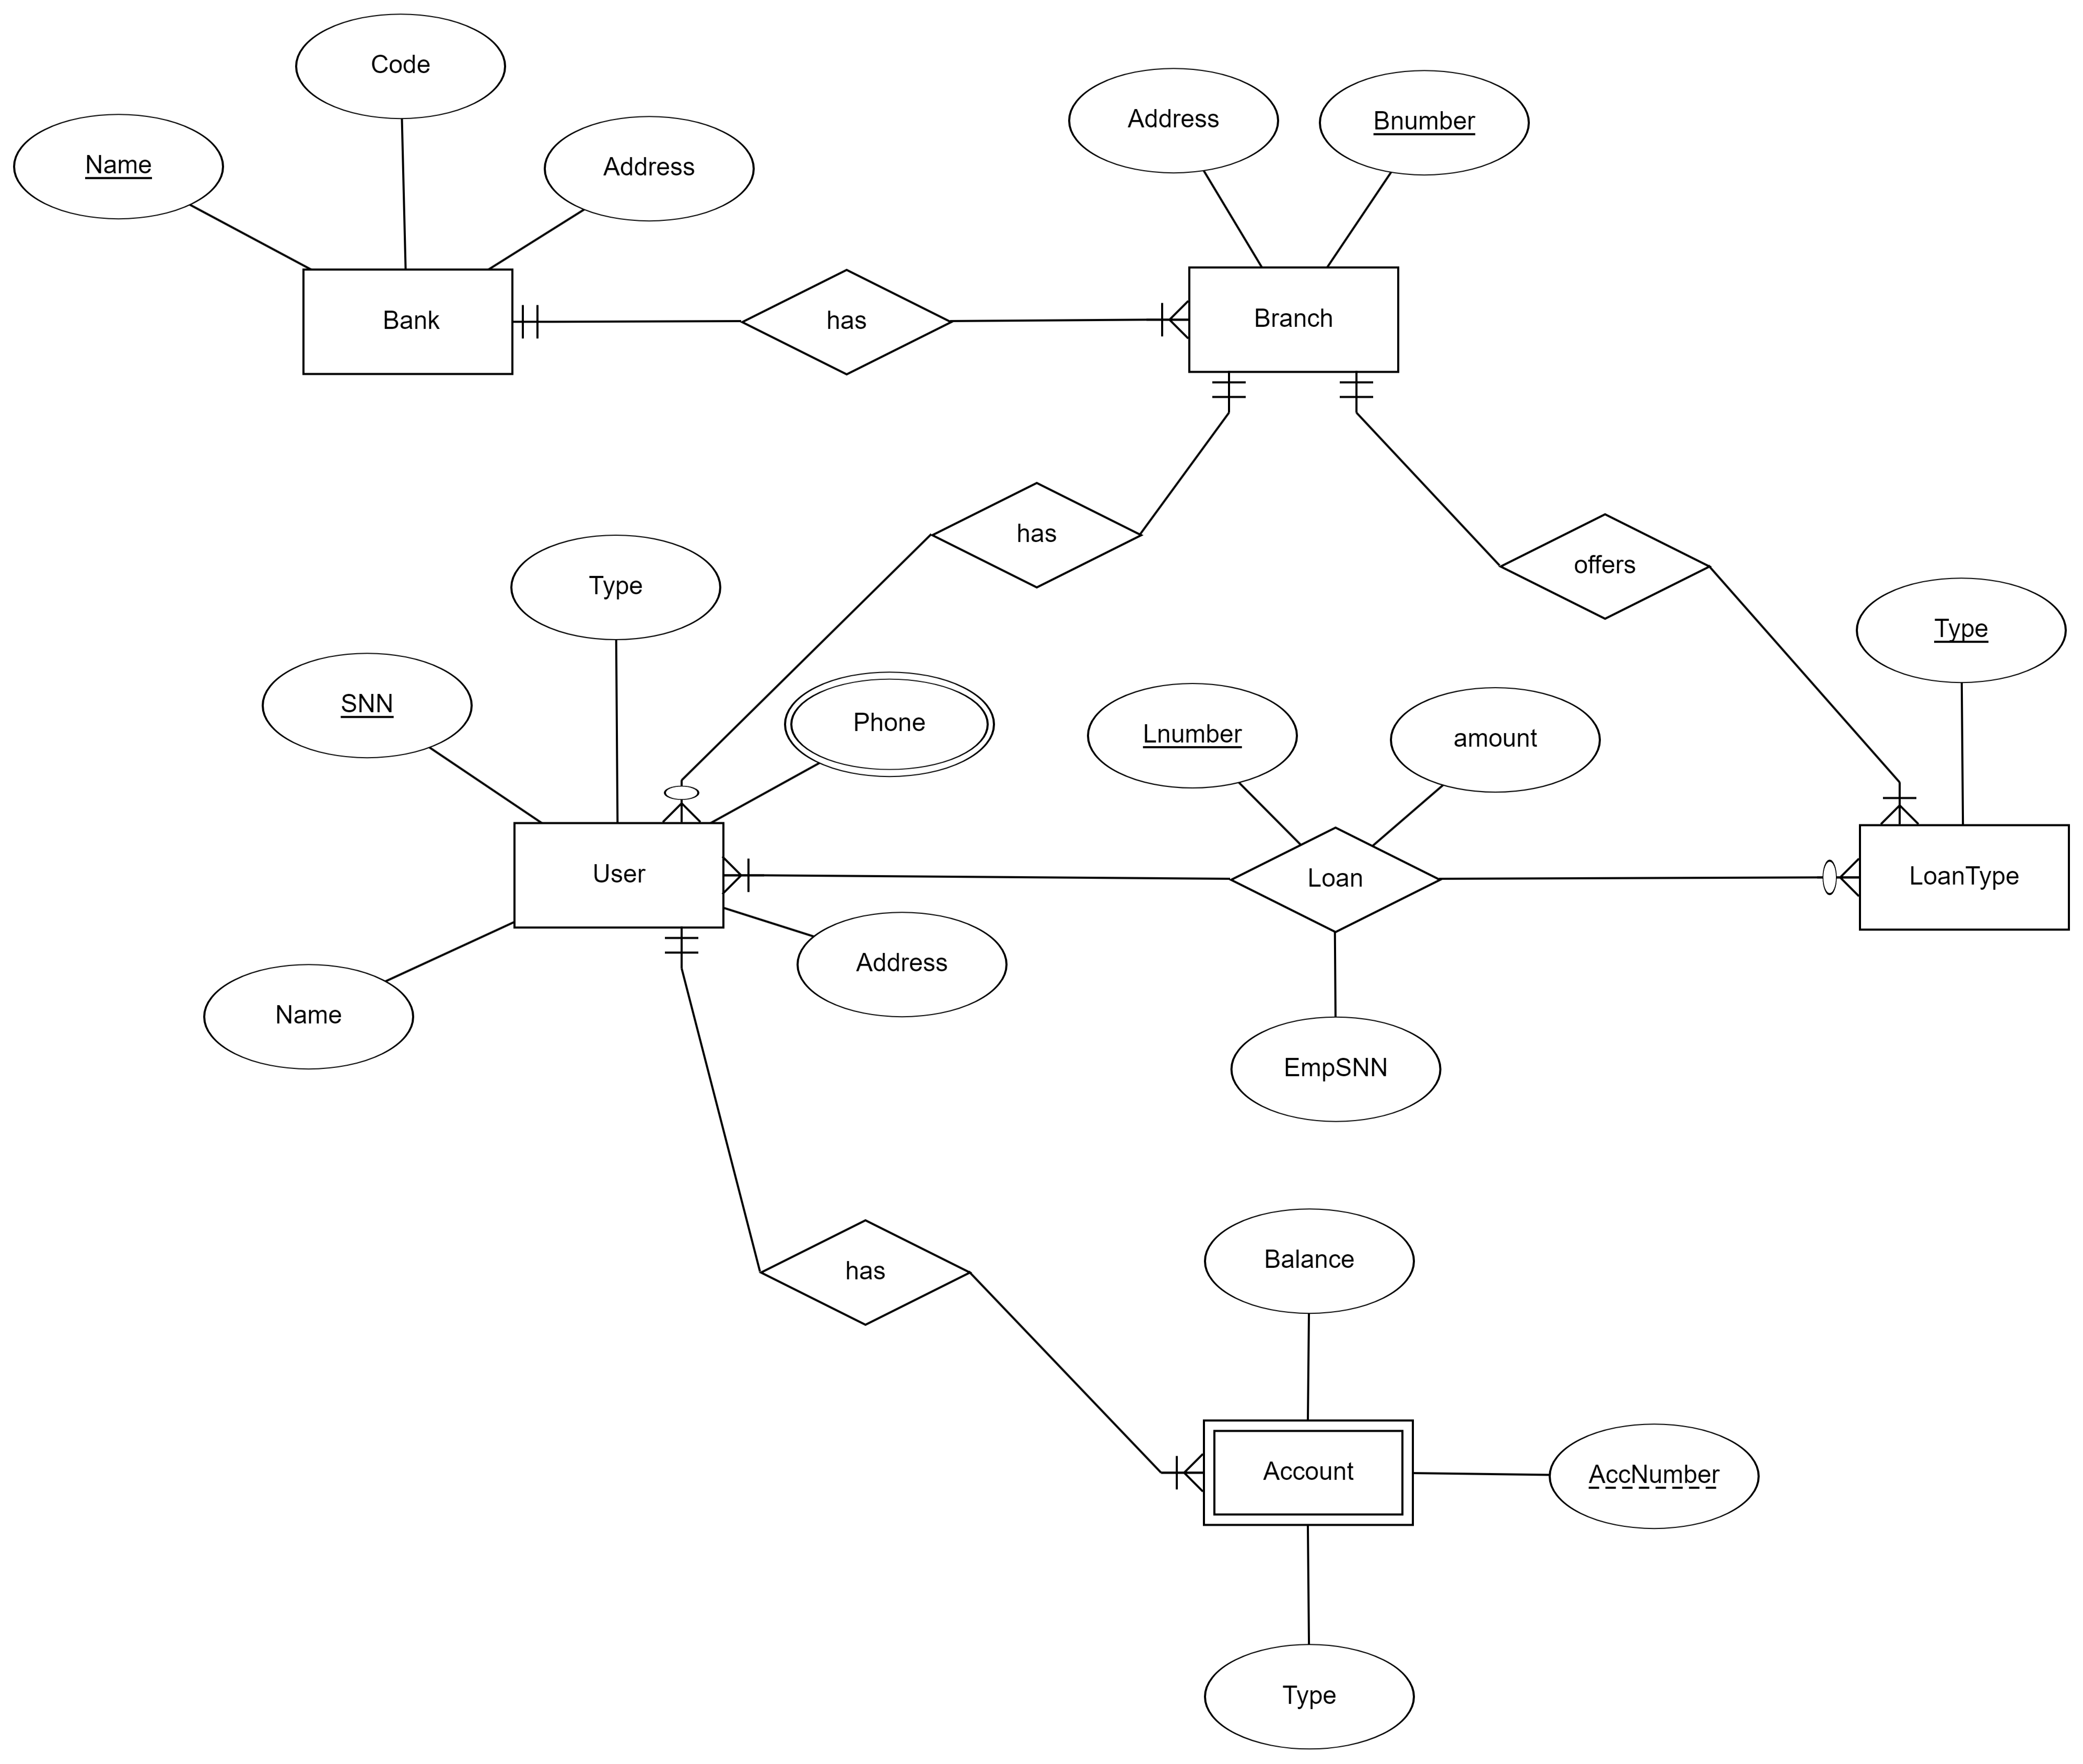 Code
Name
Address
Address
Bnumber
Bank
has
Branch
has
offers
Type
Type
SNN
Phone
Lnumber
amount
User
Loan
LoanType
Address
Name
EmpSNN
has
Balance
Account
AccNumber
Type